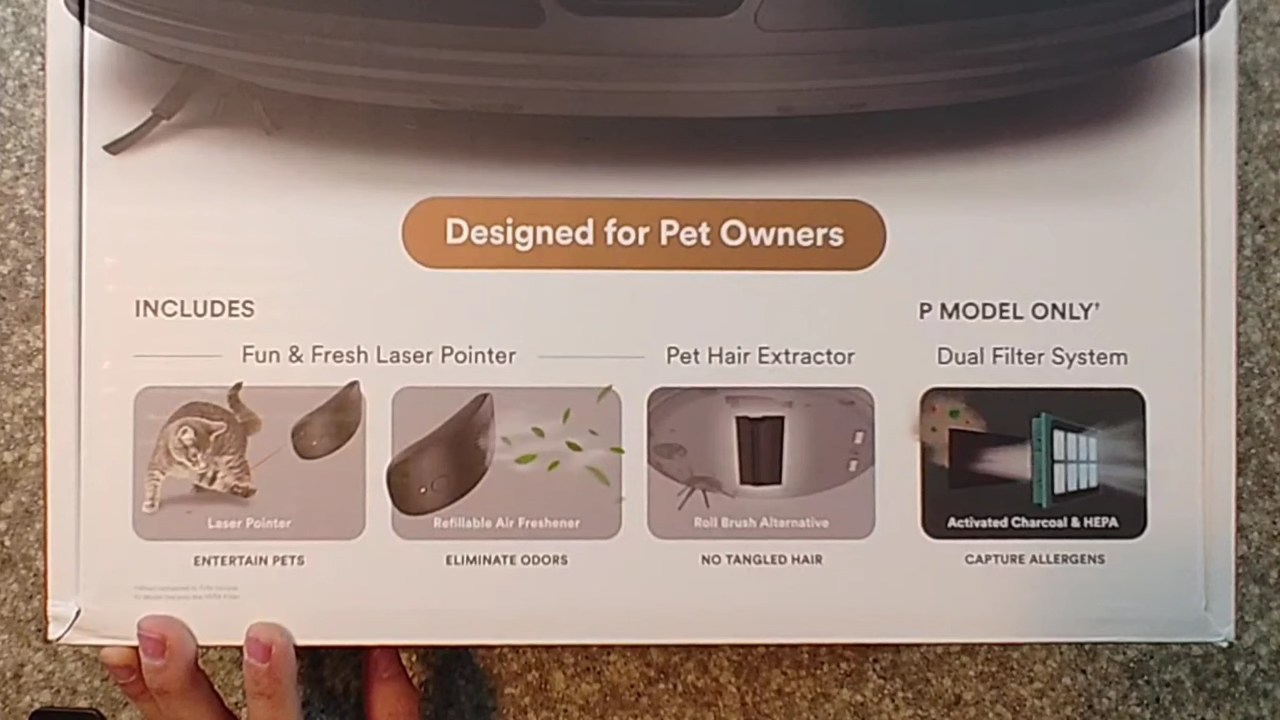 Designed for Pet Owners
INCLUDES
P MODEL ONLY†
Fun & Fresh Laser Pointer
Pet Hair Extractor
Dual Filter System
Laser Pointer
Refillable Air Freshener
Roll Brush Alternative
Activated Charcoal & HEPA
ENTERTAIN PETS
ELIMINATE ODORS
NO TANGLED HAIR
CAPTURE ALLERGENS